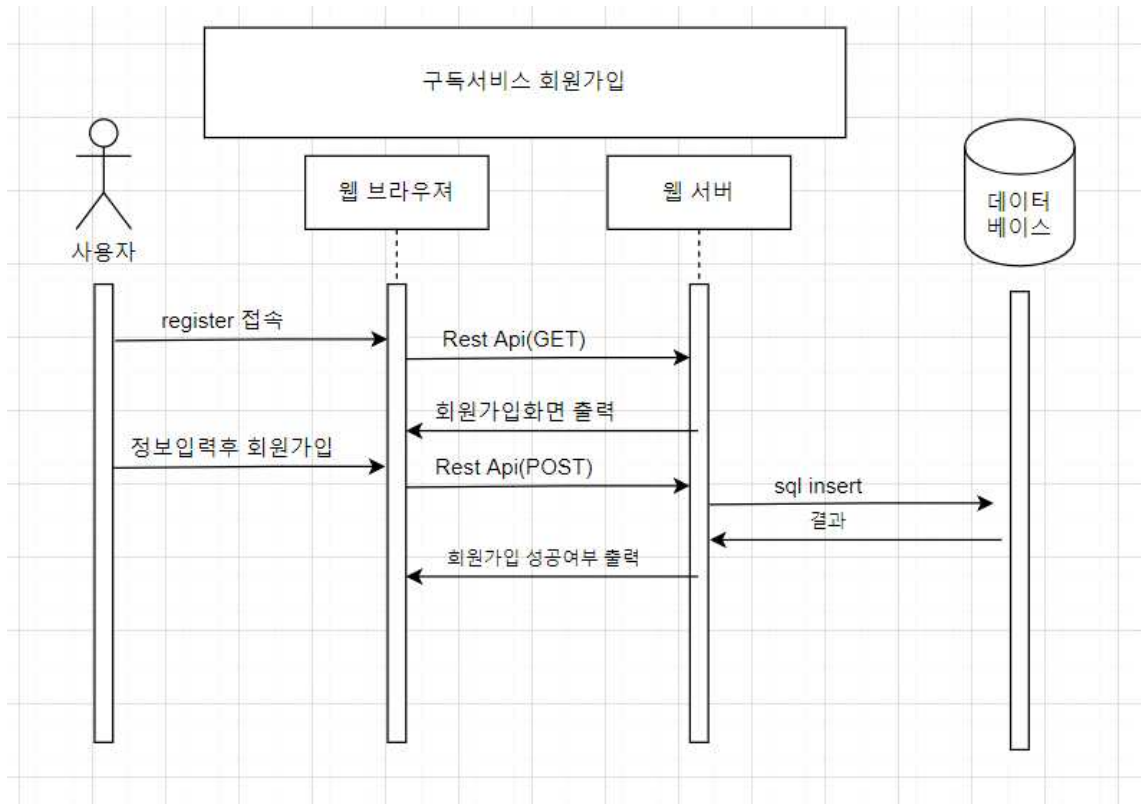 구독서비스 회원가입
웹 브라우져
웹 서버
데이터
베이스
사용자
register 접속
Rest Api(GET)
회원가입화면 출력
정보입력후 회원가입
Rest Api(POST)
sql insert
결과
회원가입 성공여부 출력